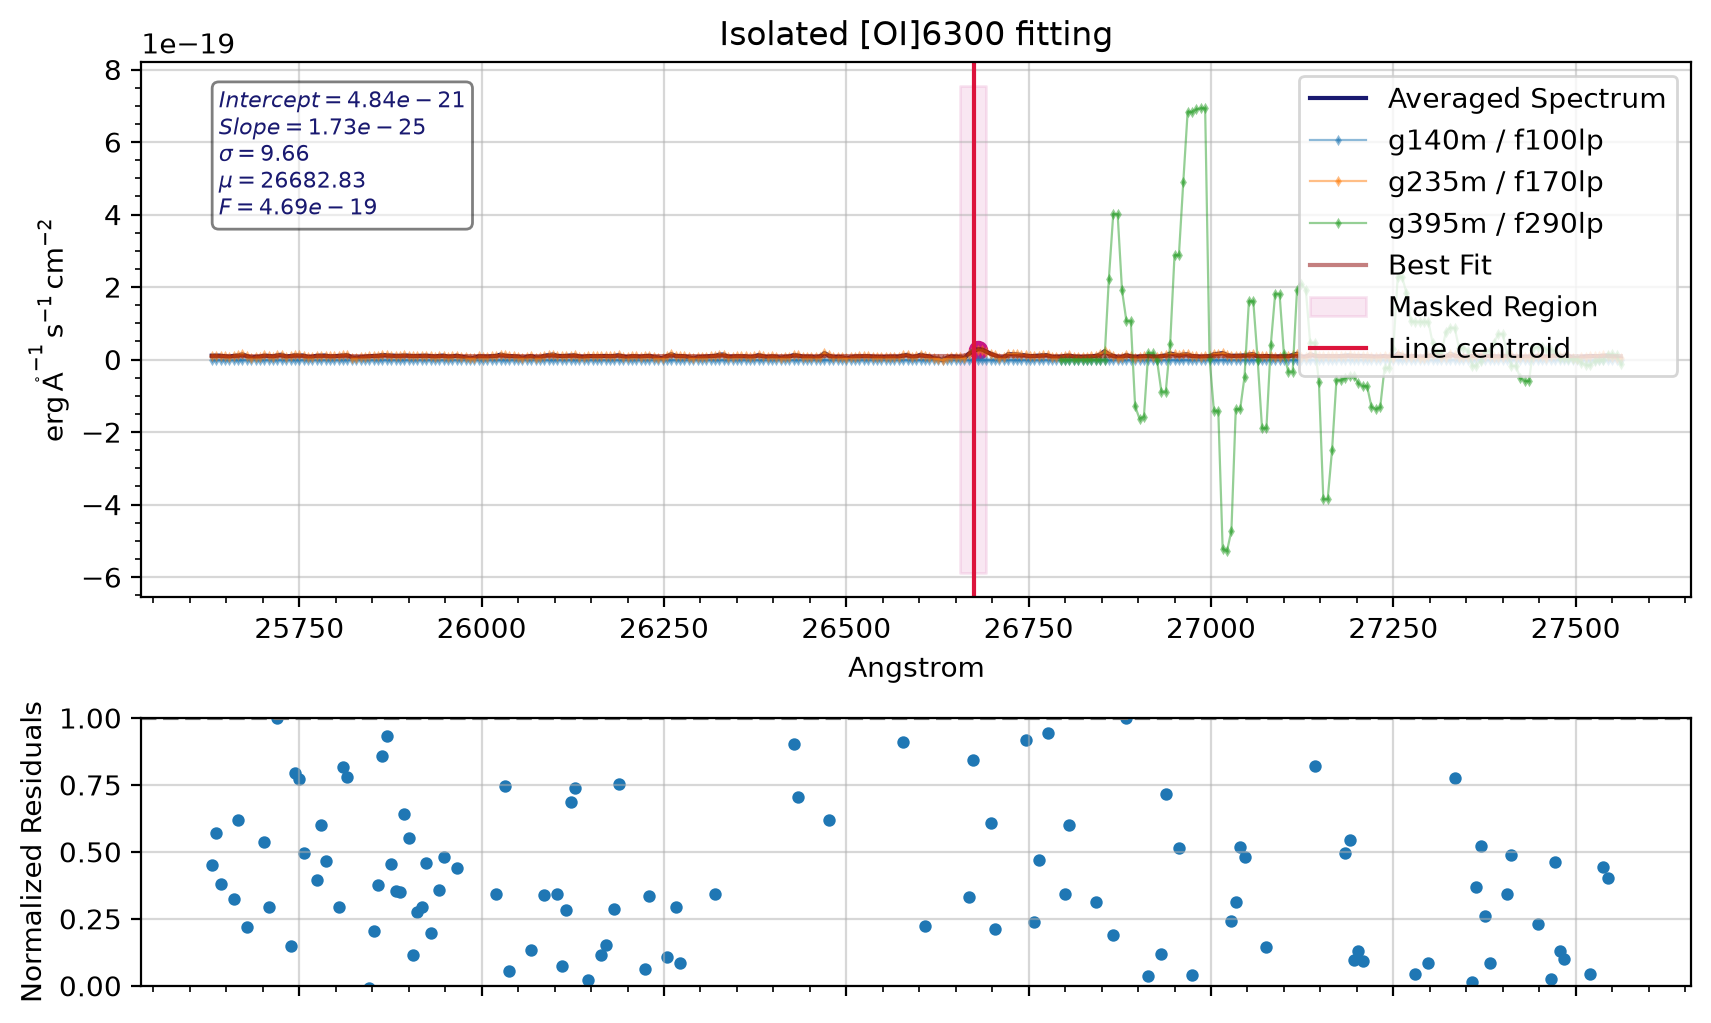 Isolated [OI]6300 fitting
1e−19
8
6
4
2
0
−2
−4
−6
erg Å⁻¹ s⁻¹ cm⁻²
Intercept = 4.84e − 21
Slope = 1.73e − 25
σ = 9.66
μ = 26682.83
F = 4.69e − 19
Averaged Spectrum
g140m / f100lp
g235m / f170lp
g395m / f290lp
Best Fit
Masked Region
Line centroid
25750 26000 26250 26500 26750 27000 27250 27500
Angstrom
Normalized Residuals
1.00
0.75
0.50
0.25
0.00